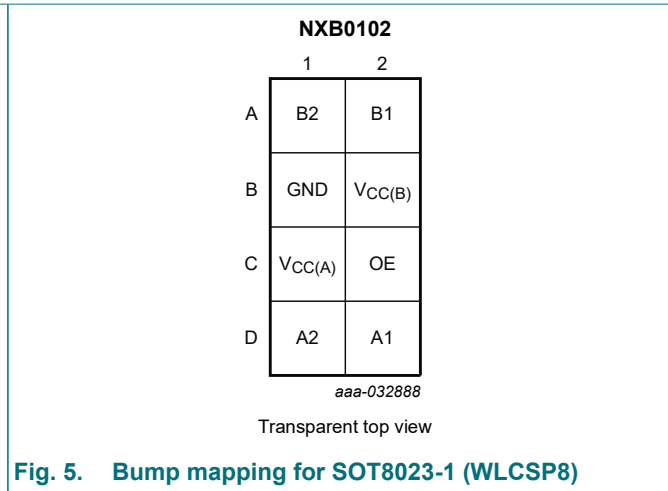 NXB0102
1 2
A B2 B1
B GND VCC(B)
C VCC(A) OE
D A2 A1
aaa-032888
Transparent top view
Fig. 5. Bump mapping for SOT8023-1 (WLCSP8)